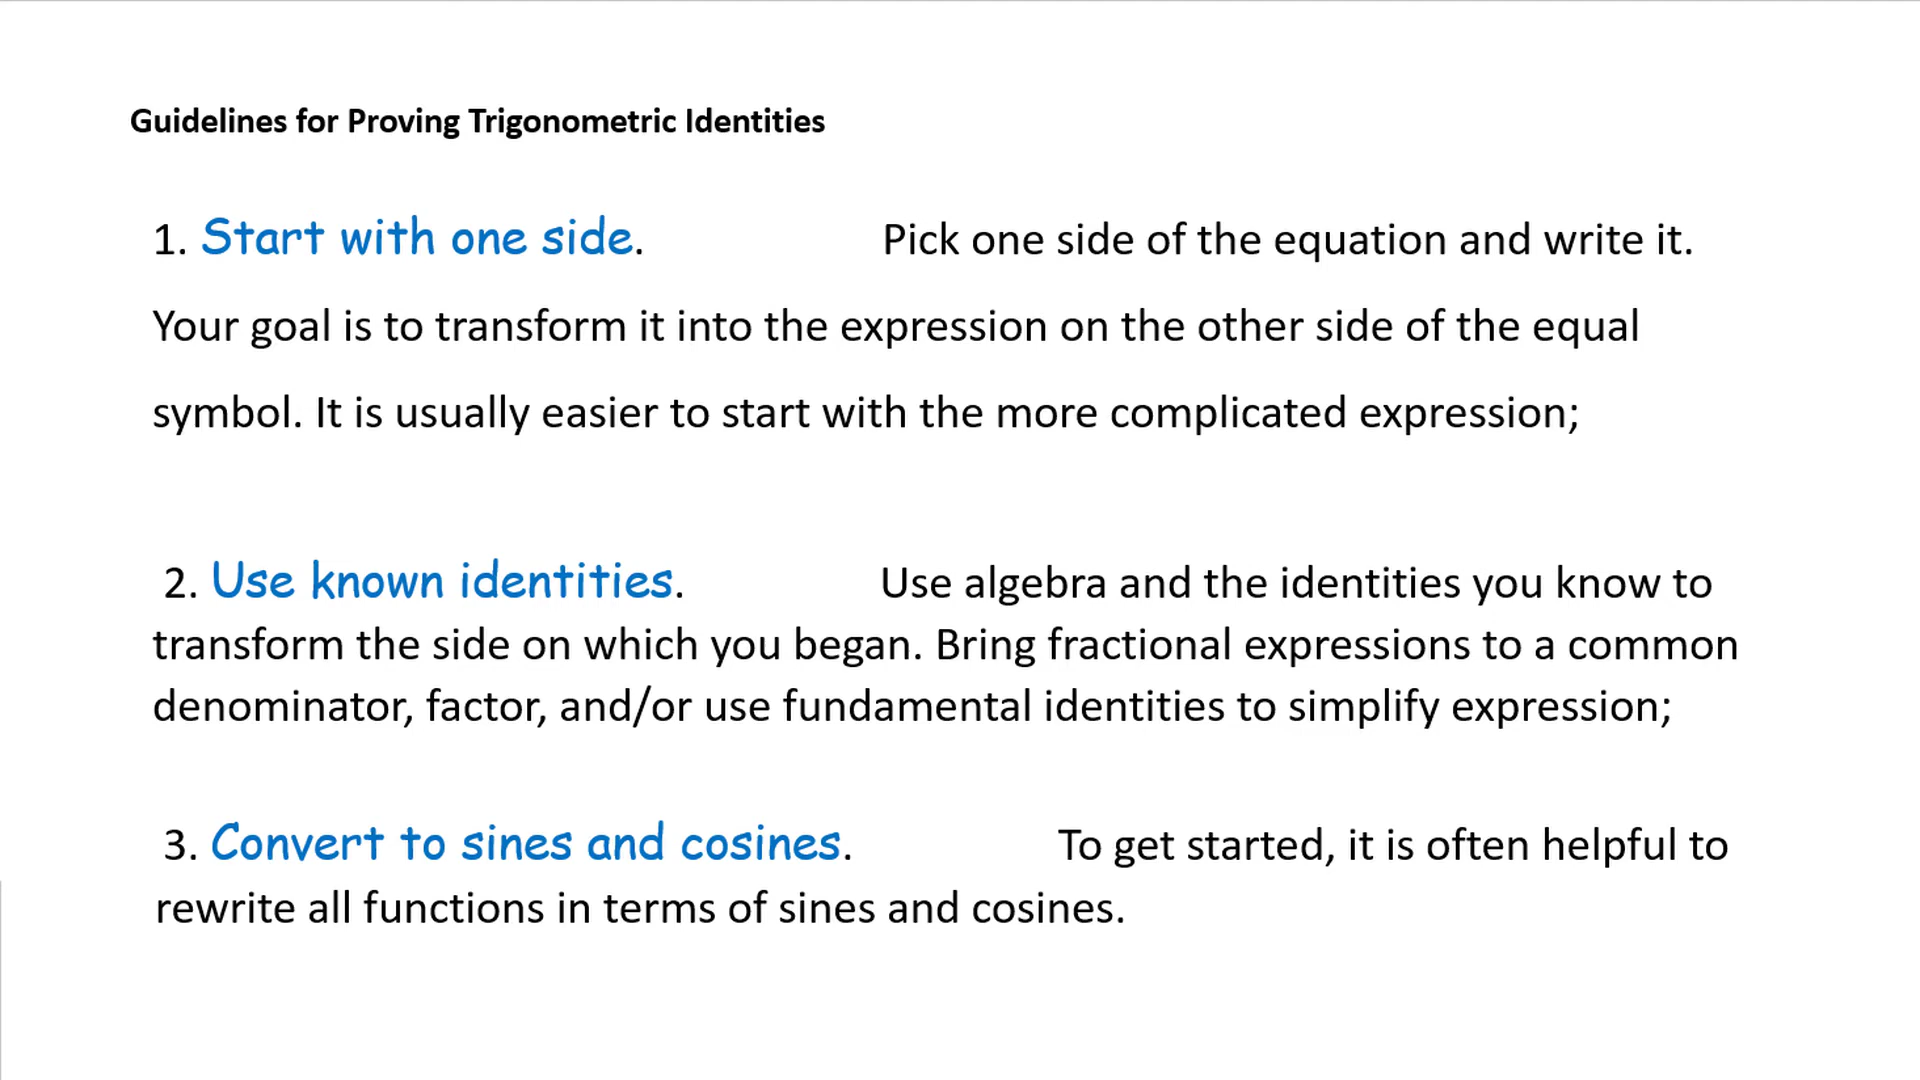 Guidelines for Proving Trigonometric Identities
1. Start with one side. Pick one side of the equation and write it.
Your goal is to transform it into the expression on the other side of the equal
symbol. It is usually easier to start with the more complicated expression;
2. Use known identities. Use algebra and the identities you know to
transform the side on which you began. Bring fractional expressions to a common
denominator, factor, and/or use fundamental identities to simplify expression;
3. Convert to sines and cosines. To get started, it is often helpful to
rewrite all functions in terms of sines and cosines.